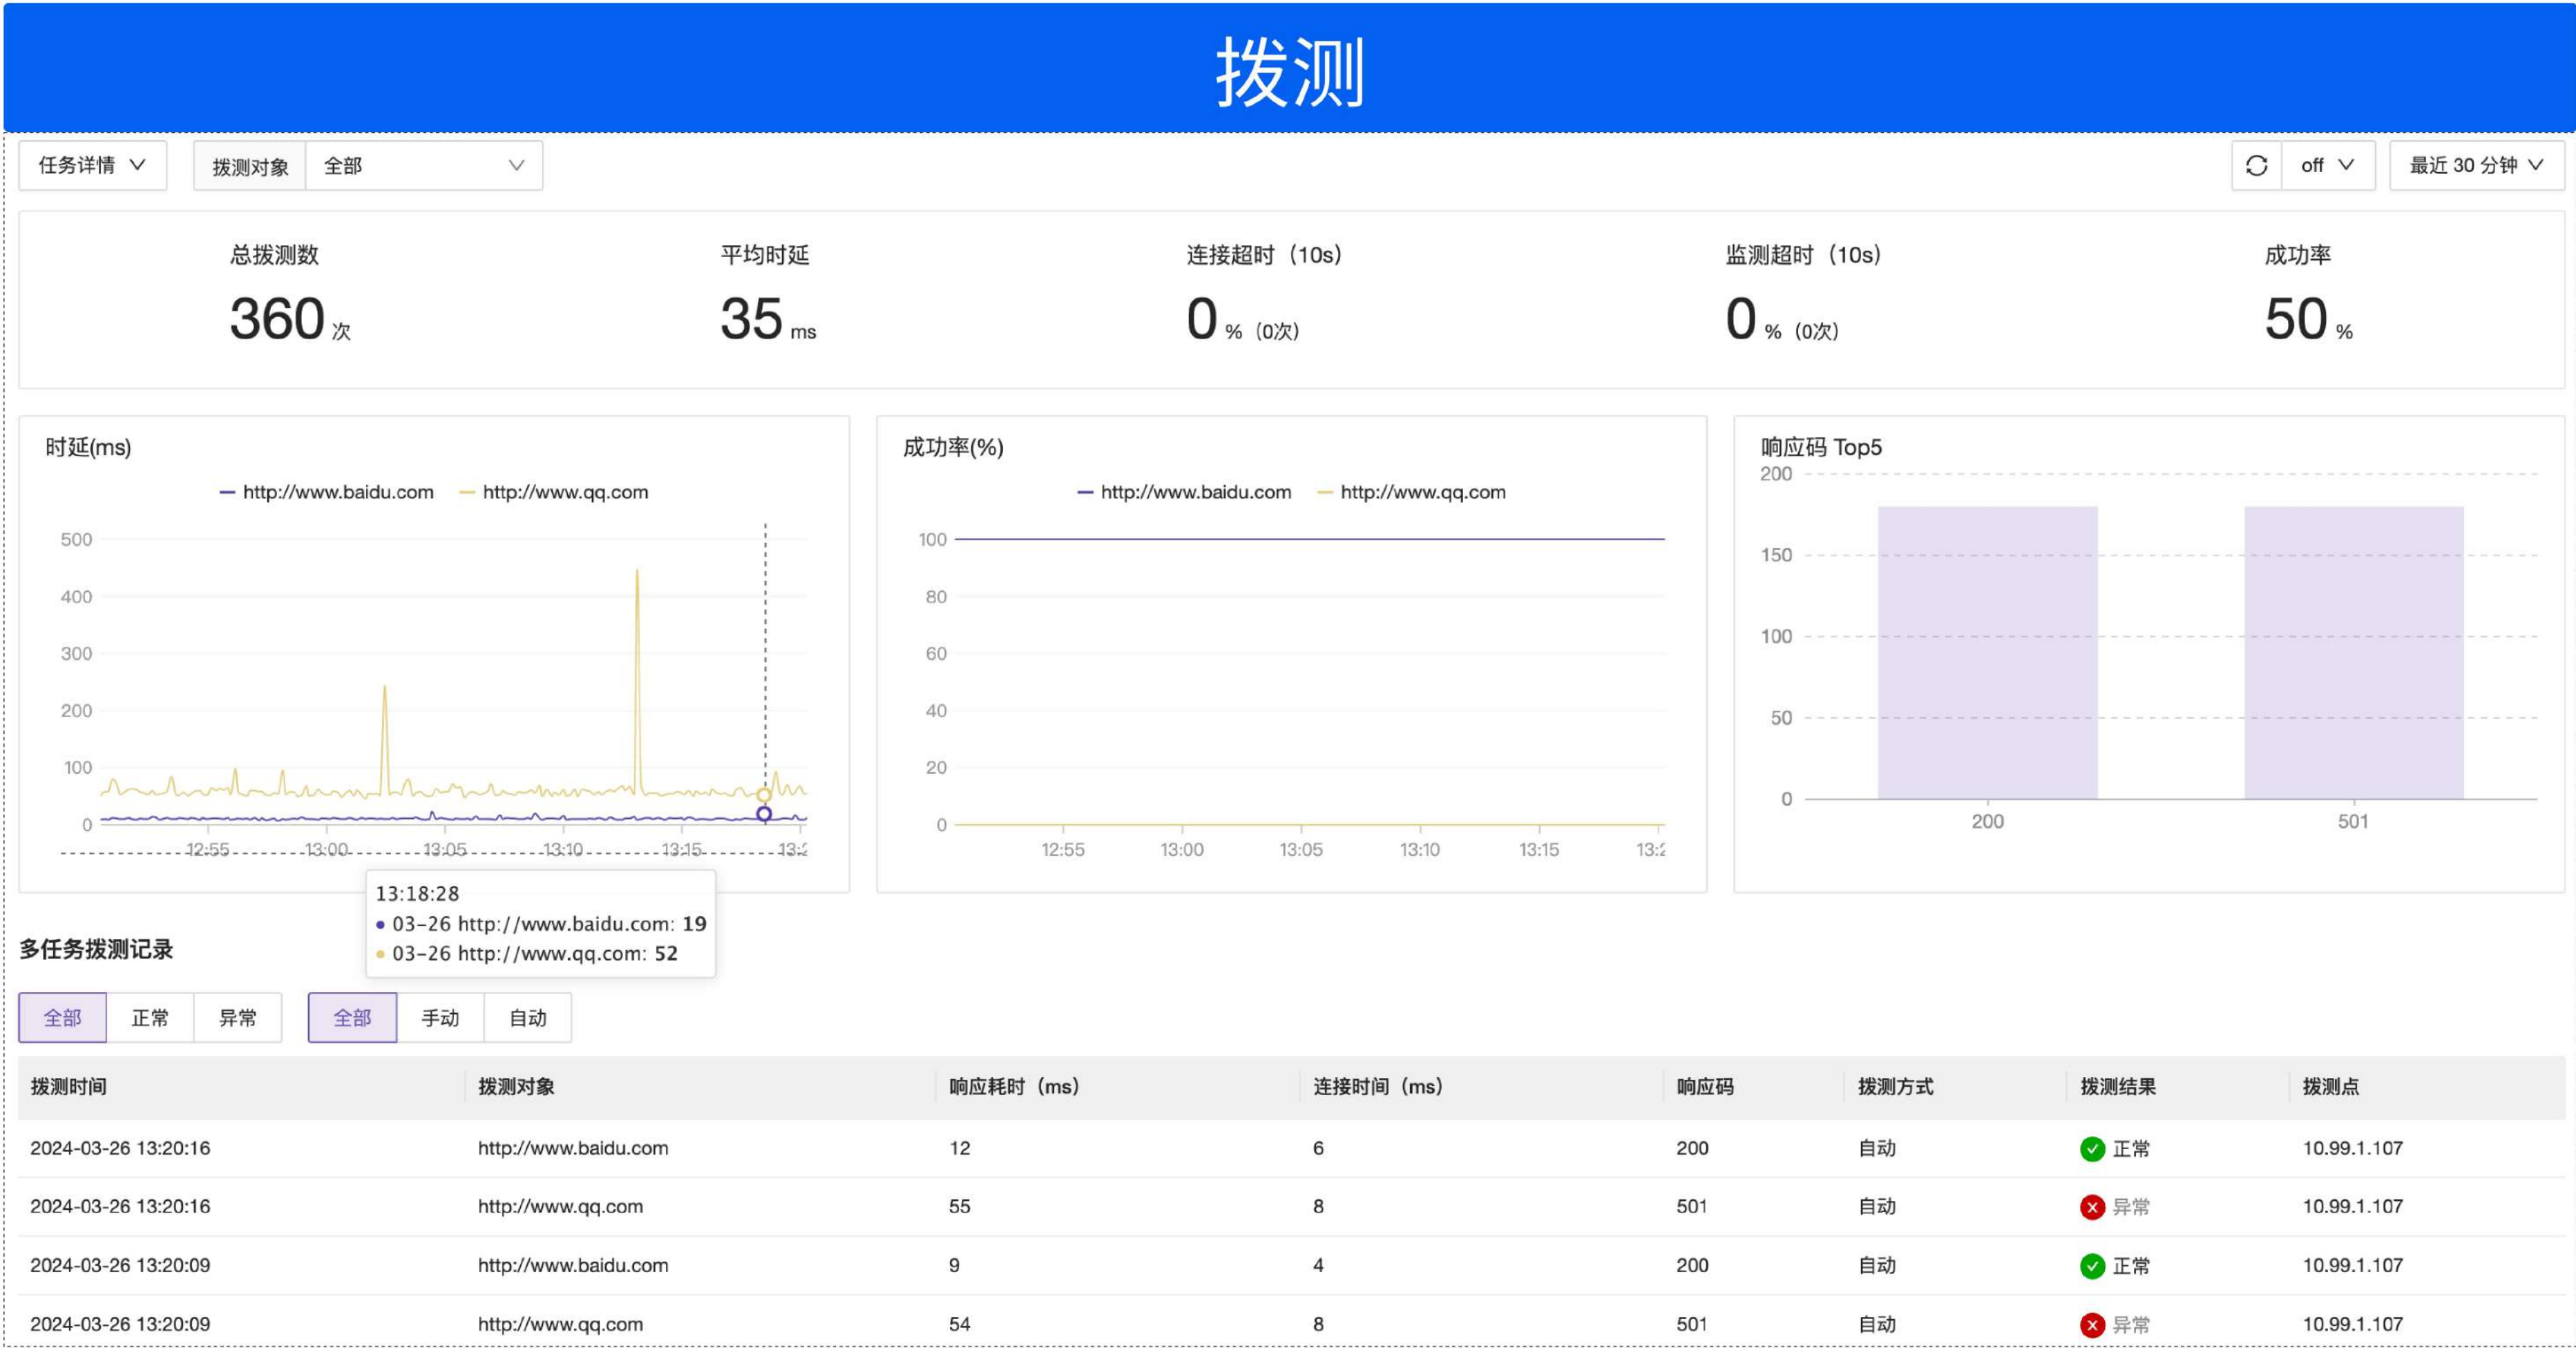 拨测
任务详情 拨测对象 全部 off 最近 30 分钟
总拨测数 平均时延 连接超时（10s） 监测超时（10s） 成功率
360 次 35 ms 0 %（0次） 0 %（0次） 50 %
时延(ms)
http://www.baidu.com http://www.qq.com
500
400
300
200
100
0
12:55 13:00 13:05 13:10 13:15 13:2
13:18:28
03-26 http://www.baidu.com: 19
03-26 http://www.qq.com: 52
成功率(%)
http://www.baidu.com http://www.qq.com
100
80
60
40
20
0
12:55 13:00 13:05 13:10 13:15 13:2
响应码 Top5
200
150
100
50
0
200 501
多任务拨测记录
全部 正常 异常 全部 手动 自动
拨测时间 拨测对象 响应耗时（ms） 连接时间（ms） 响应码 拨测方式 拨测结果 拨测点
2024-03-26 13:20:16 http://www.baidu.com 12 6 200 自动 正常 10.99.1.107
2024-03-26 13:20:16 http://www.qq.com 55 8 501 自动 异常 10.99.1.107
2024-03-26 13:20:09 http://www.baidu.com 9 4 200 自动 正常 10.99.1.107
2024-03-26 13:20:09 http://www.qq.com 54 8 501 自动 异常 10.99.1.107